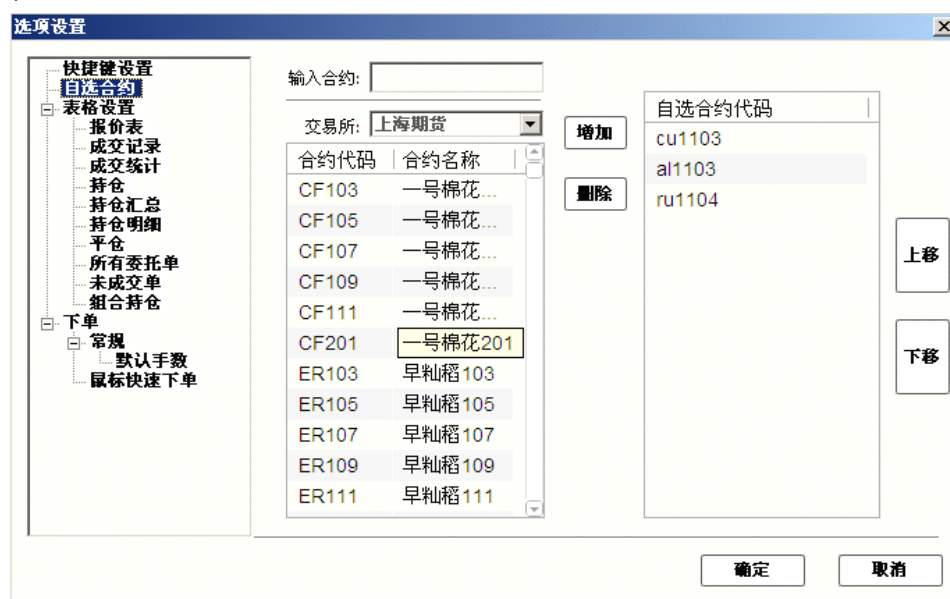 选项设置
快捷键设置
自选合约
表格设置
报价表
成交记录
成交统计
持仓
持仓汇总
持仓明细
平仓
所有委托单
未成交单
组合持仓
下单
常规
默认手数
鼠标快速下单
输入合约:
交易所: 上海期货
合约代码 合约名称
CF103 一号棉花...
CF105 一号棉花...
CF107 一号棉花...
CF109 一号棉花...
CF111 一号棉花...
CF201 一号棉花201
ER103 早籼稻103
ER105 早籼稻105
ER107 早籼稻107
ER109 早籼稻109
ER111 早籼稻111
增加
删除
自选合约代码
cu1103
al1103
ru1104
上移
下移
确定 取消